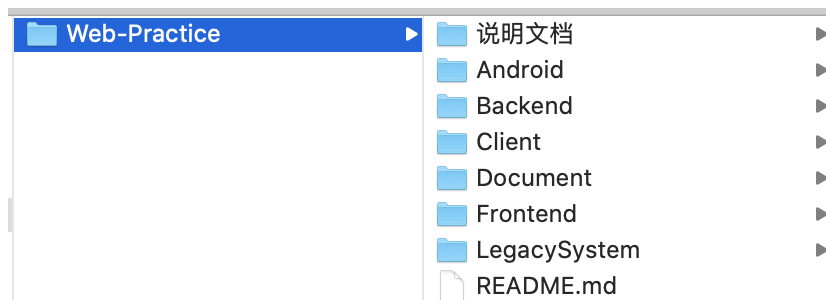 Web-Practice
说明文档
Android
Backend
Client
Document
Frontend
LegacySystem
README.md